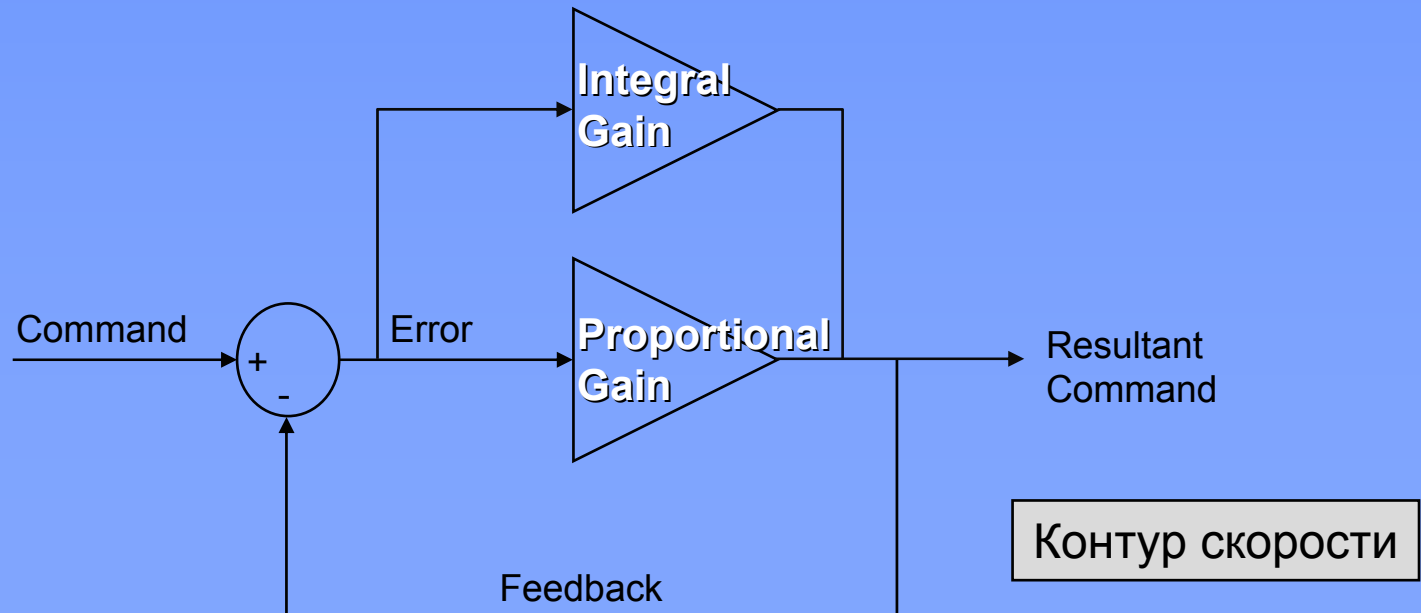 Integral
Gain
Command
+
-
Error
Proportional
Gain
Resultant
Command
Контур скорости
Feedback